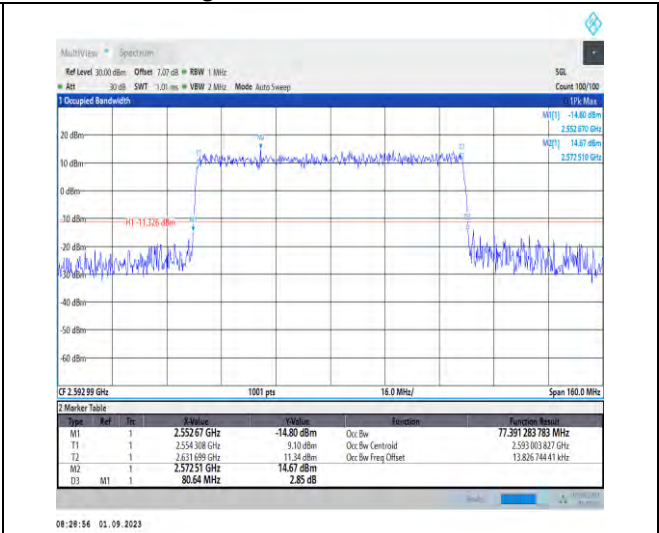 MultiView Spectrum
Ref Level 30.00 dBm Offset 7.07 dB RBW 1 MHz SGL
Att 30 dB SWT 1.01 ms VBW 2 MHz Mode Auto Sweep Count 100/100
1 Occupied Bandwidth 1Pk Max
M1[1] -14.80 dBm
2.552 670 GHz
M2[1] 14.67 dBm
2.572 510 GHz
20 dBm
10 dBm
0 dBm
-10 dBm
H1 -11.326 dBm
-20 dBm
-30 dBm
-40 dBm
-50 dBm
-60 dBm
CF 2.592 99 GHz 1001 pts 16.0 MHz/ Span 160.0 MHz
2 Marker Table
Type Ref Trc X-Value Y-Value Function Function Result
M1 1 2.552 67 GHz -14.80 dBm Occ Bw 77.391 283 783 MHz
T1 1 2.554 308 GHz 9.10 dBm Occ Bw Centroid 2.593 003 827 GHz
T2 1 2.631 699 GHz 11.34 dBm Occ Bw Freq Offset 13.826 744 41 kHz
M2 1 2.572 51 GHz 14.67 dBm
D3 M1 1 80.64 MHz 2.85 dB
08:28:56 01.09.2023